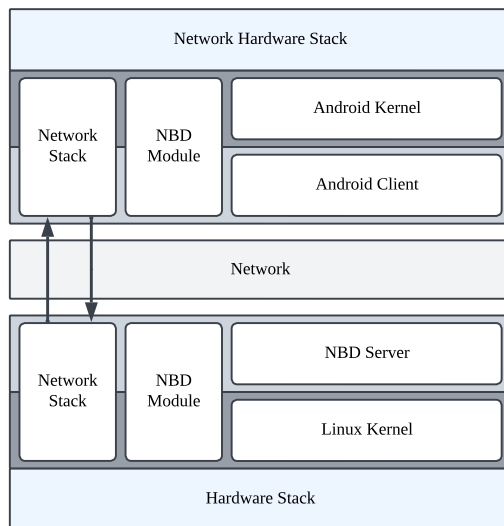 Network Hardware Stack
Network
Stack
NBD
Module
Android Kernel
Android Client
Network
Network
Stack
NBD
Module
NBD Server
Linux Kernel
Hardware Stack